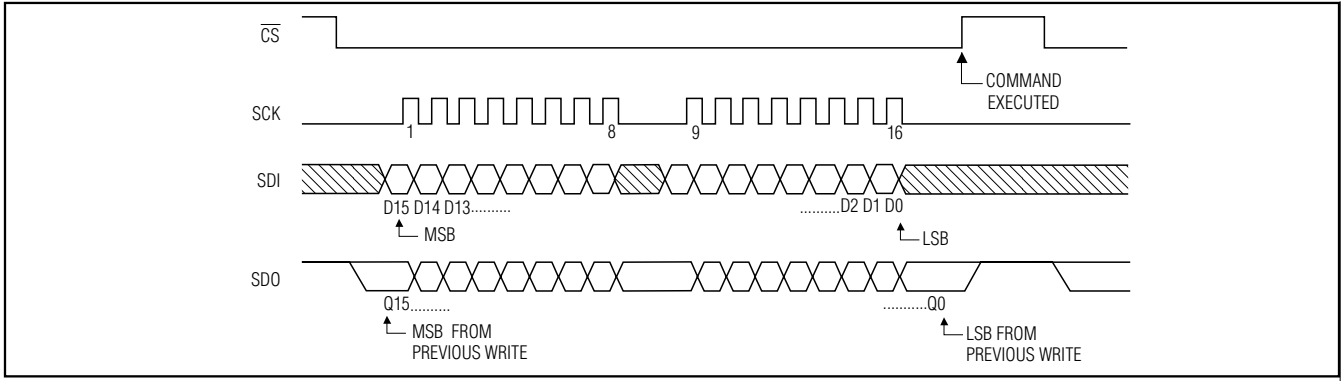 CS
COMMAND
EXECUTED
SCK
1 8 9 16
SDI
D15 D14 D13..........
..........D2 D1 D0
MSB
LSB
SDO
Q15..........
...........Q0
MSB FROM
PREVIOUS WRITE
LSB FROM
PREVIOUS WRITE